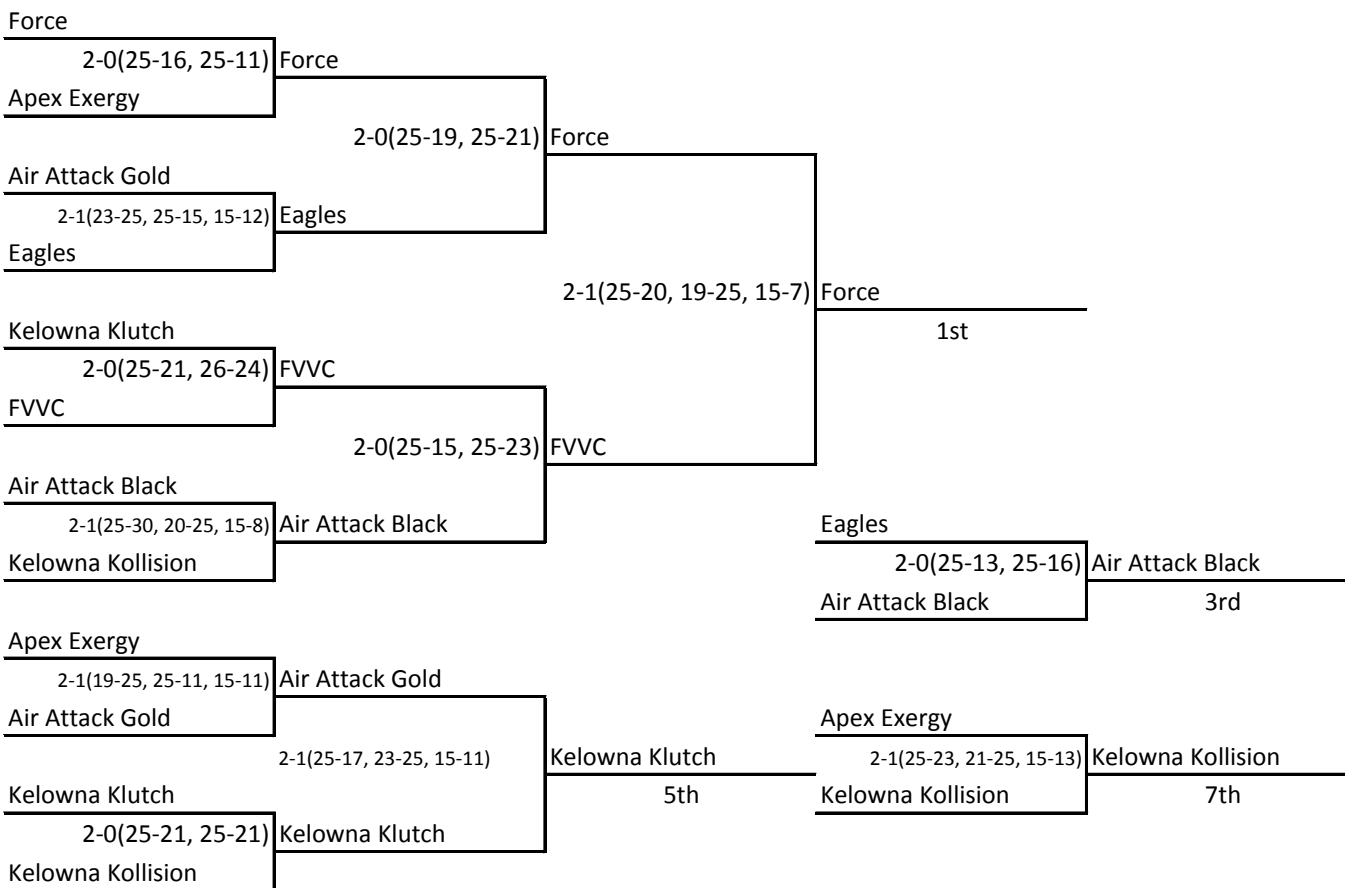 Force
2-0(25-16, 25-11) Force
Apex Exergy
2-0(25-19, 25-21) Force
Air Attack Gold
2-1(23-25, 25-15, 15-12) Eagles
Eagles
2-1(25-20, 19-25, 15-7) Force
Kelowna Klutch
1st
2-0(25-21, 26-24) FVVC
FVVC
2-0(25-15, 25-23) FVVC
Air Attack Black
2-1(25-30, 20-25, 15-8) Air Attack Black
Eagles
Kelowna Kollision
2-0(25-13, 25-16) Air Attack Black
Air Attack Black
3rd
Apex Exergy
2-1(19-25, 25-11, 15-11) Air Attack Gold
Air Attack Gold
Apex Exergy
2-1(25-17, 23-25, 15-11) Kelowna Klutch
2-1(25-23, 21-25, 15-13) Kelowna Kollision
Kelowna Klutch
5th
Kelowna Kollision
7th
2-0(25-21, 25-21) Kelowna Klutch
Kelowna Kollision